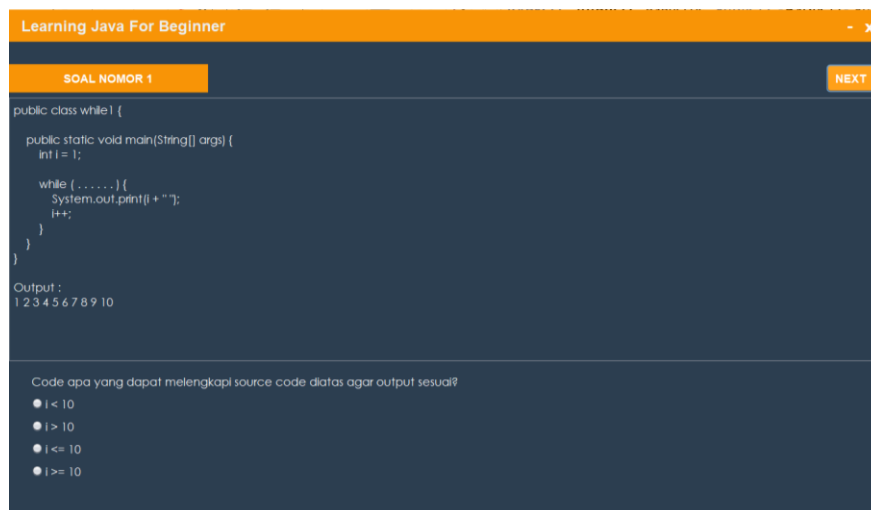 Learning Java For Beginner - x
SOAL NOMOR 1 NEXT
public class while1 {
public static void main(String[] args) {
int i = 1;
while ( . . . . . . ) {
System.out.print(i + " ");
i++;
}
}
}
Output :
1 2 3 4 5 6 7 8 9 10
Code apa yang dapat melengkapi source code diatas agar output sesuai?
i < 10
i > 10
i <= 10
i >= 10